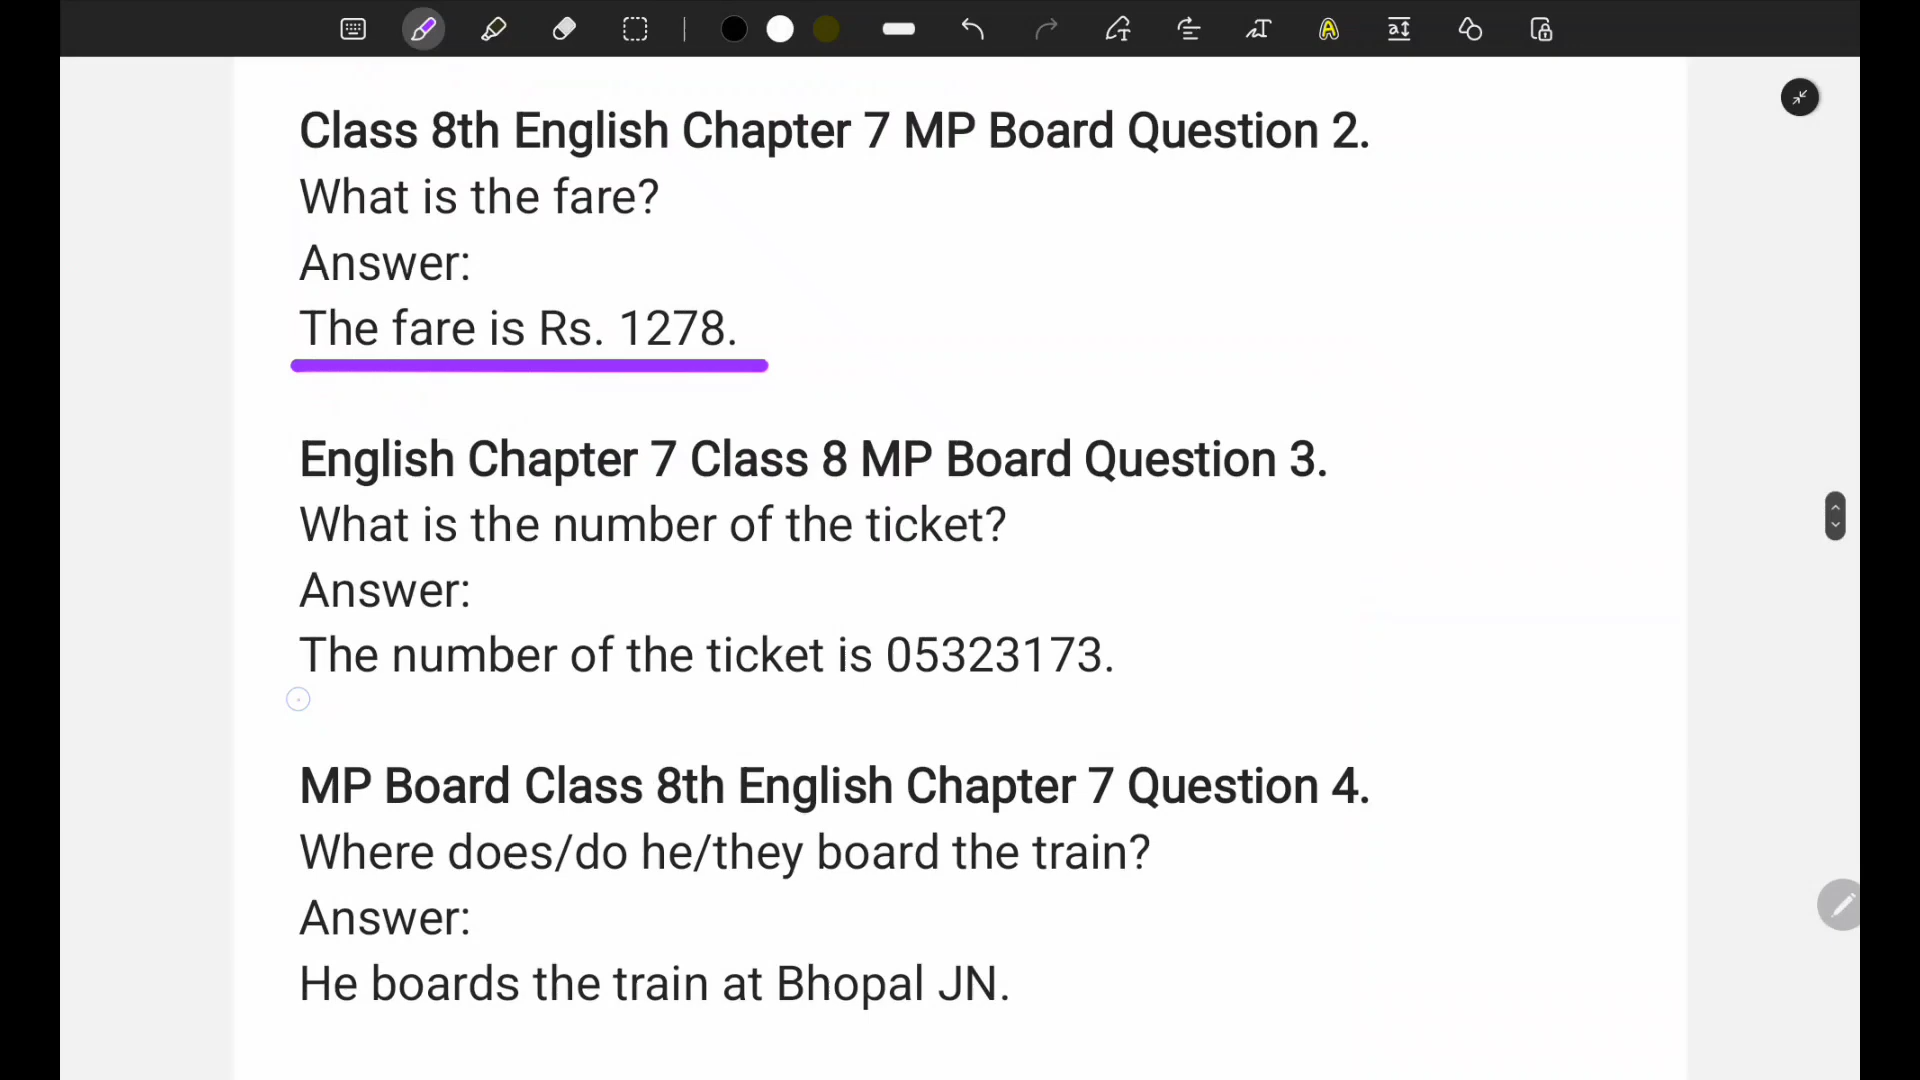 Class 8th English Chapter 7 MP Board Question 2.
What is the fare?
Answer:
The fare is Rs. 1278.
English Chapter 7 Class 8 MP Board Question 3.
What is the number of the ticket?
Answer:
The number of the ticket is 05323173.
MP Board Class 8th English Chapter 7 Question 4.
Where does/do he/they board the train?
Answer:
He boards the train at Bhopal JN.